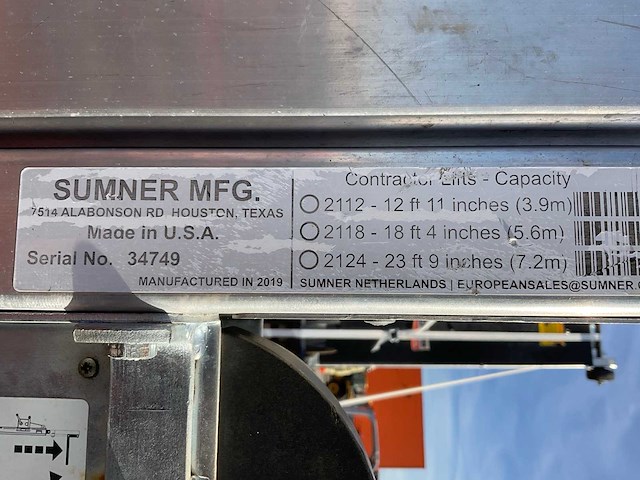 SUMNER MFG.
7514 ALABONSON RD HOUSTON, TEXAS
Made in U.S.A.
Serial No. 34749
MANUFACTURED IN 2019
Contractor Lifts - Capacity
2112 - 12 ft 11 inches (3.9m)
2118 - 18 ft 4 inches (5.6m)
2124 - 23 ft 9 inches (7.2m)
SUMNER NETHERLANDS | EUROPEANSALES@SUMNER.